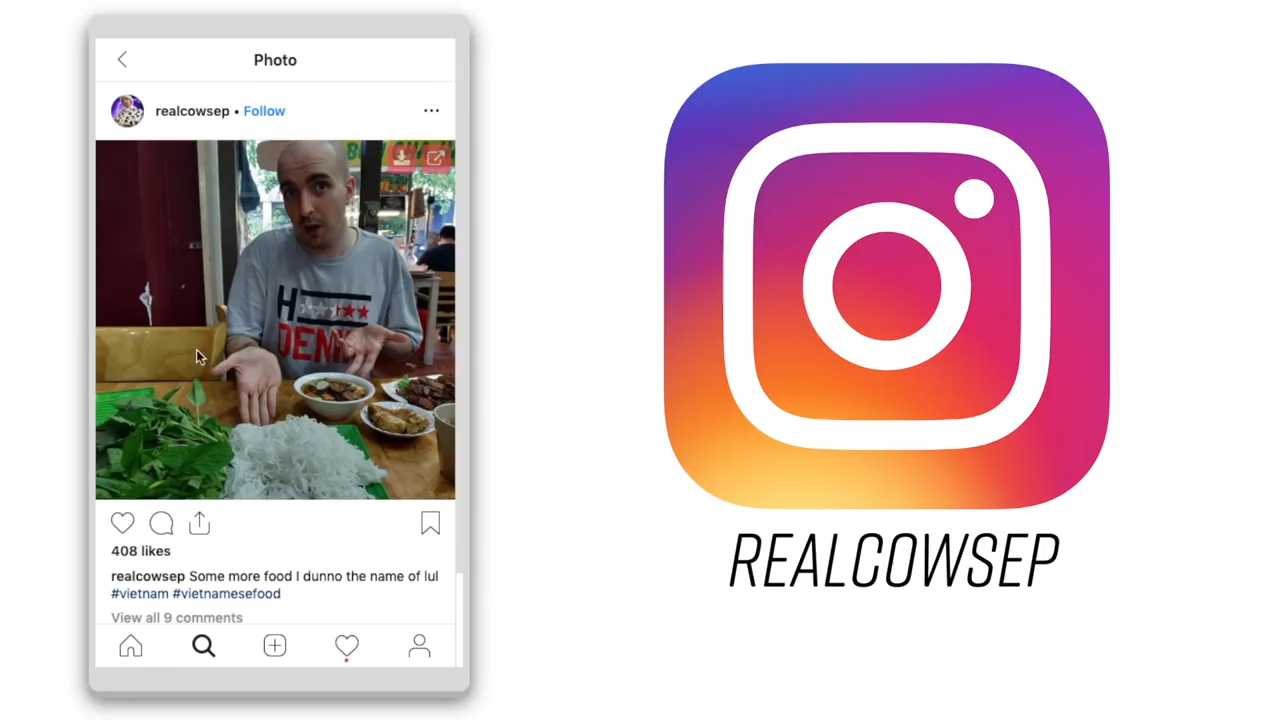 Photo
realcowsep • Follow
H
DEM
408 likes
realcowsep Some more food I dunno the name of lul
#vietnam #vietnamesefood
View all 9 comments
REALCOWSEP